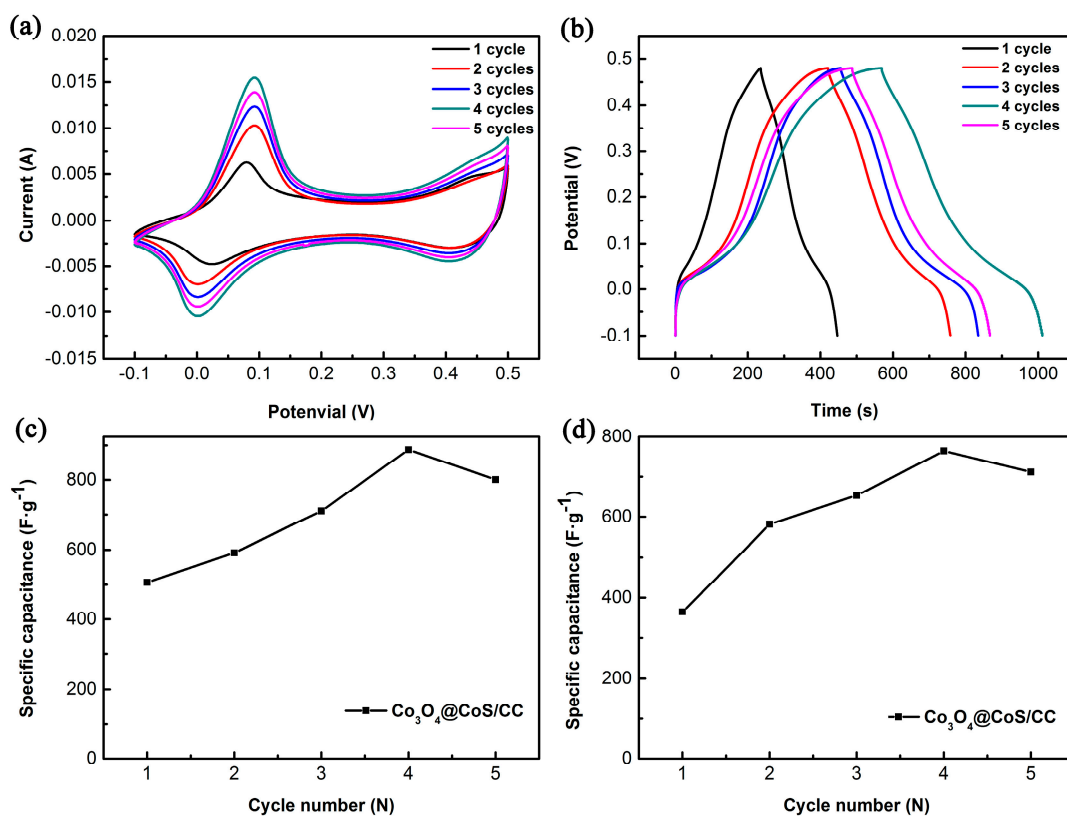 (a)
0.020
0.015
0.010
0.005
0.000
-0.005
-0.010
-0.015
Current (A)
-0.1 0.0 0.1 0.2 0.3 0.4 0.5
Potenvial (V)
1 cycle
2 cycles
3 cycles
4 cycles
5 cycles
(b)
0.5
0.4
0.3
0.2
0.1
0.0
-0.1
Potential (V)
0 200 400 600 800 1000
Time (s)
1 cycle
2 cycles
3 cycles
4 cycles
5 cycles
(c)
800
600
400
200
0
Specific capacitance (F·g⁻¹)
1 2 3 4 5
Cycle number (N)
Co₃O₄@CoS/CC
(d)
800
600
400
200
0
Specific capacitance (F·g⁻¹)
1 2 3 4 5
Cycle number (N)
Co₃O₄@CoS/CC